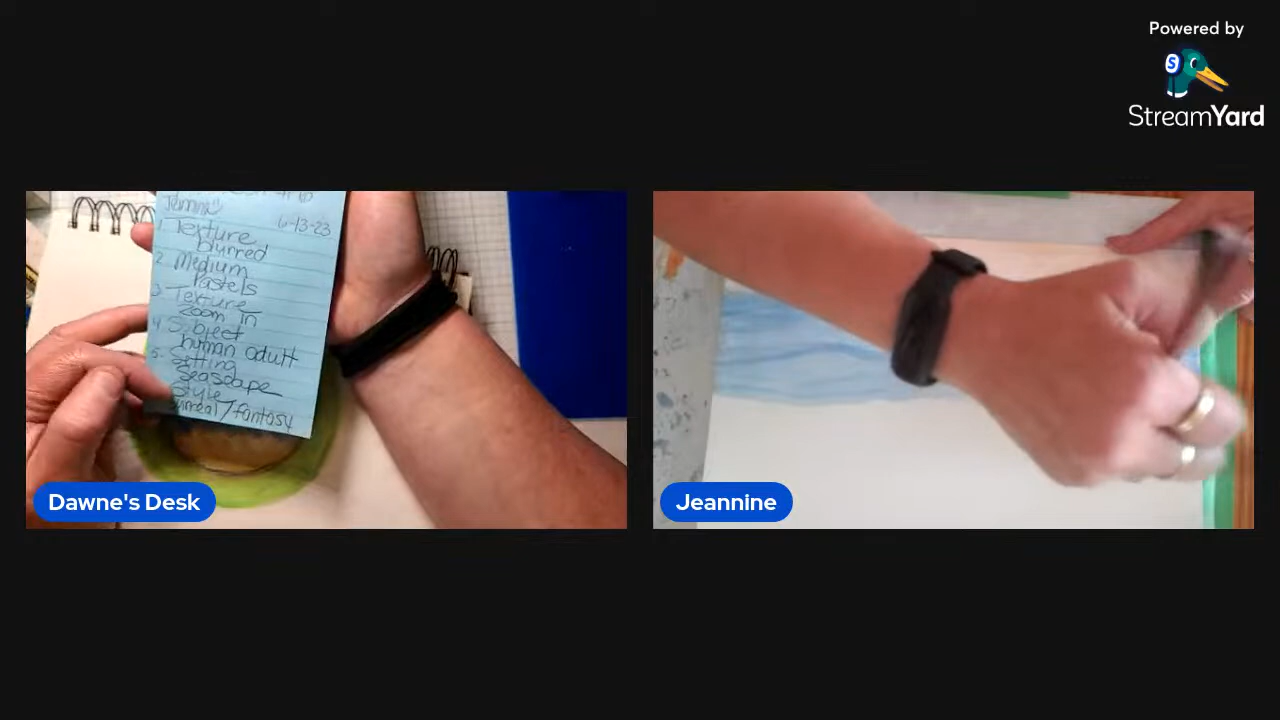 Powered by
StreamYard
6-13-23
1. Texture
blurred
2. Medium
Pastels
3. Texture
Zoom in
4. Subject
human adult
5. Setting
Seascape
Style
surreal/fantasy
Dawne's Desk
Jeannine